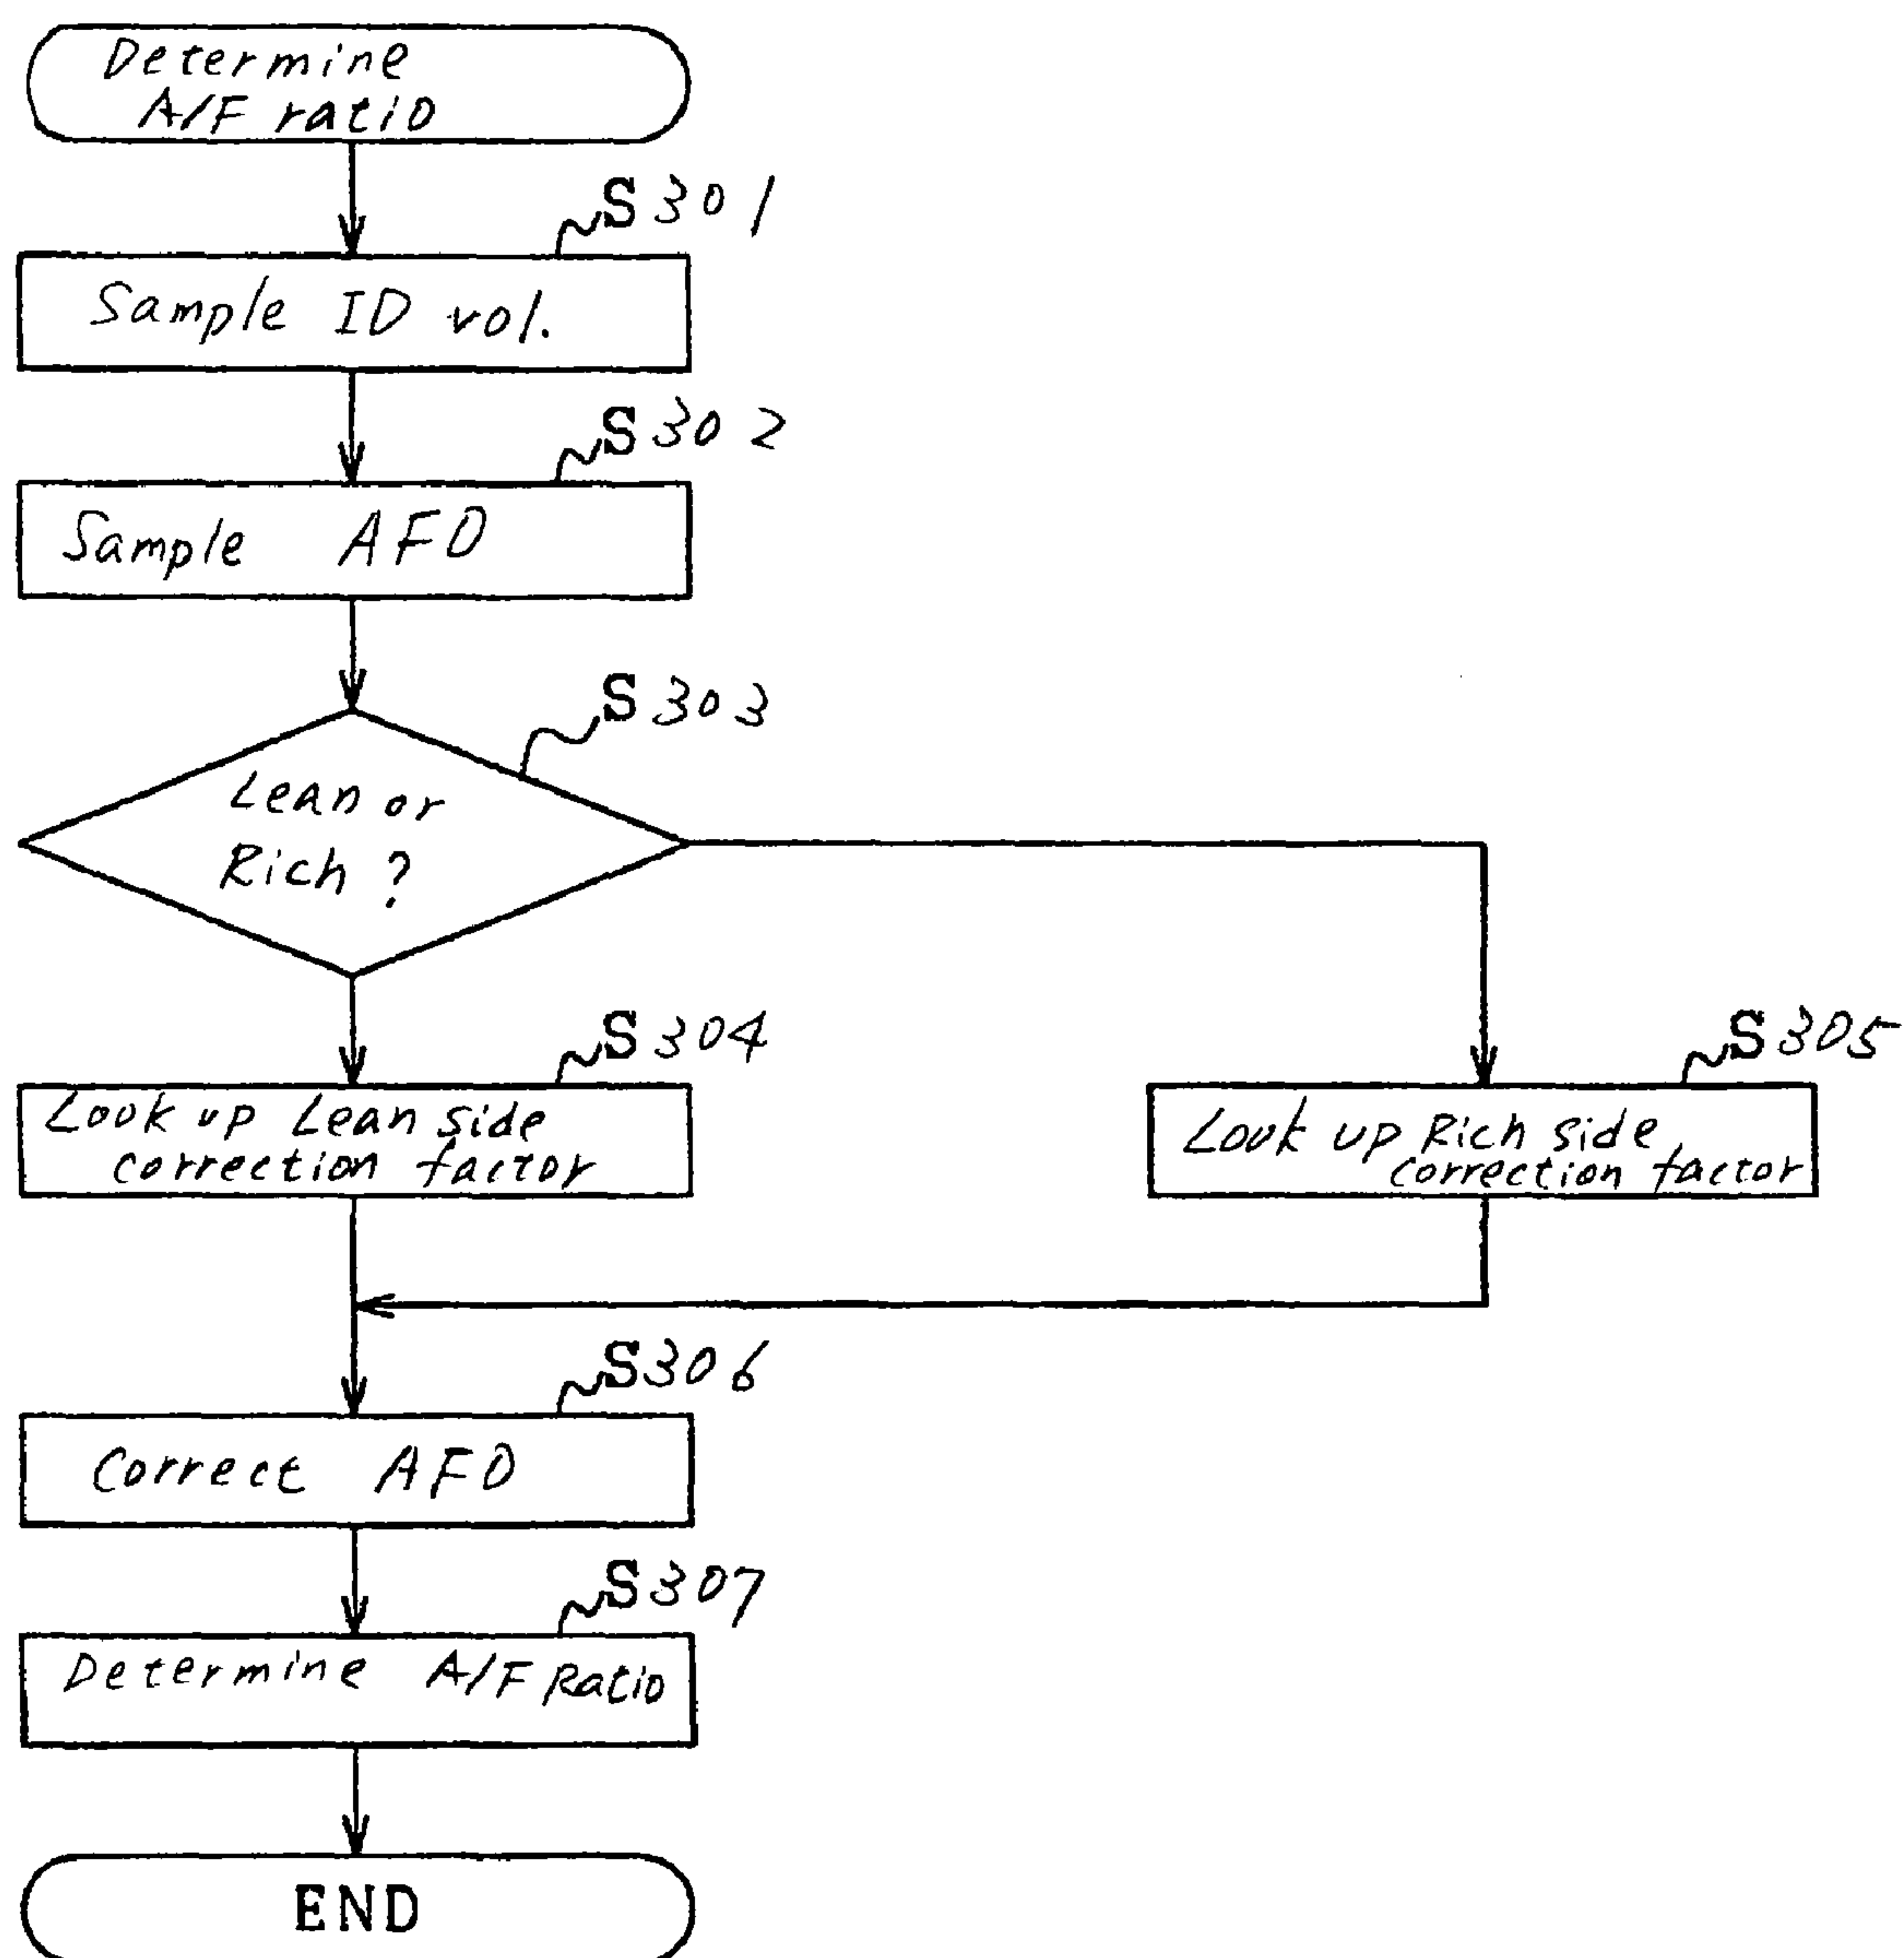 Determine
A/F ratio
S301
Sample ID vol.
S302
Sample AFD
S303
Lean or
Rich ?
S304
Look up Lean side
correction factor
S305
Look up Rich side
correction factor
S306
Correct AFD
S307
Determine A/F Ratio
END